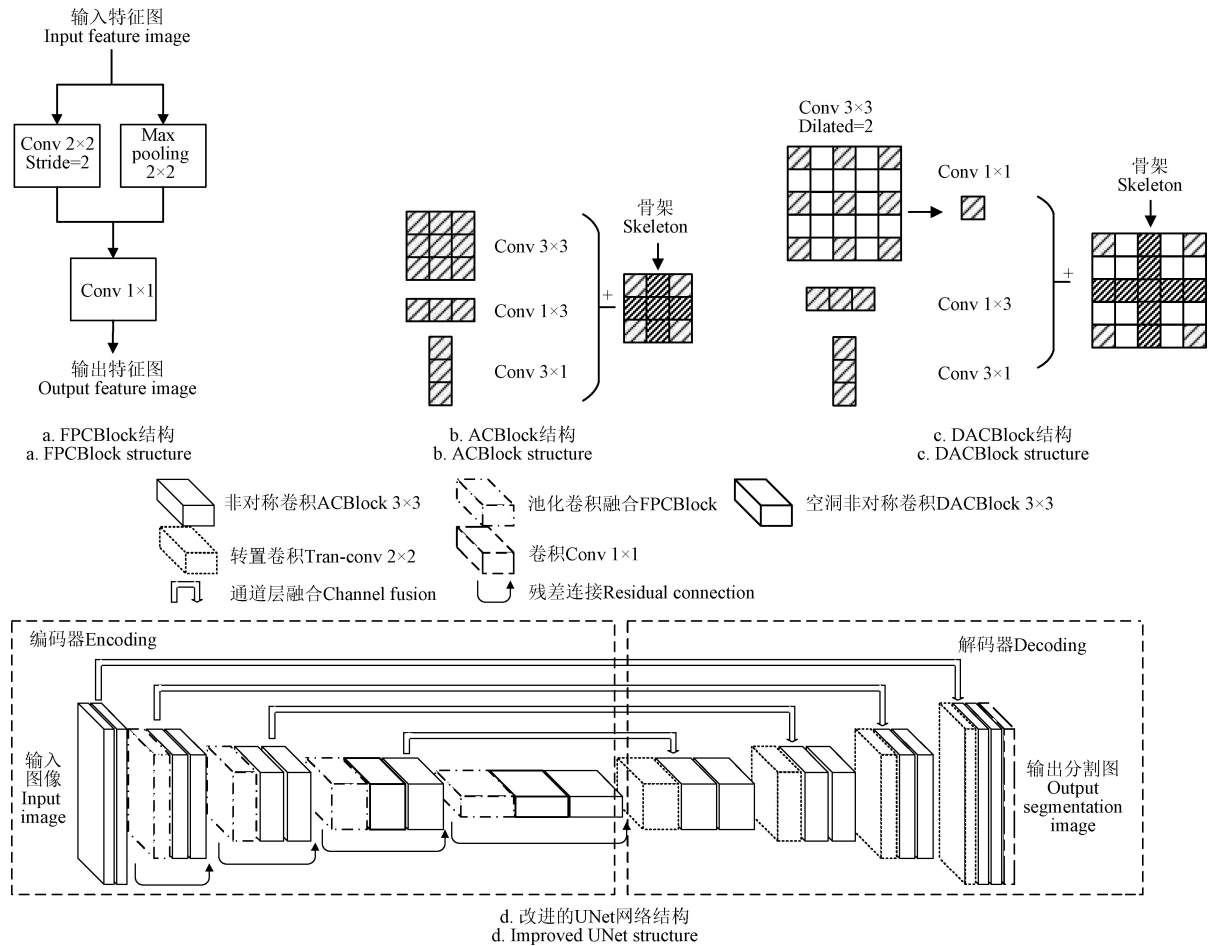 输入特征图
Input feature image
Conv 2×2
Stride=2
Max
pooling
2×2
Conv 1×1
输出特征图
Output feature image
a. FPCBlock结构
a. FPCBlock structure
Conv 3×3
Conv 1×3
Conv 3×1
+
骨架
Skeleton
b. ACBlock结构
b. ACBlock structure
Conv 3×3
Dilated=2
Conv 1×1
Conv 1×3
Conv 3×1
+
骨架
Skeleton
c. DACBlock结构
c. DACBlock structure
非对称卷积ACBlock 3×3
池化卷积融合FPCBlock
空洞非对称卷积DACBlock 3×3
转置卷积Tran-conv 2×2
卷积Conv 1×1
通道层融合Channel fusion
残差连接Residual connection
编码器Encoding
解码器Decoding
输入
图像
Input
image
输出分割图
Output
segmentation
image
d. 改进的UNet网络结构
d. Improved UNet structure